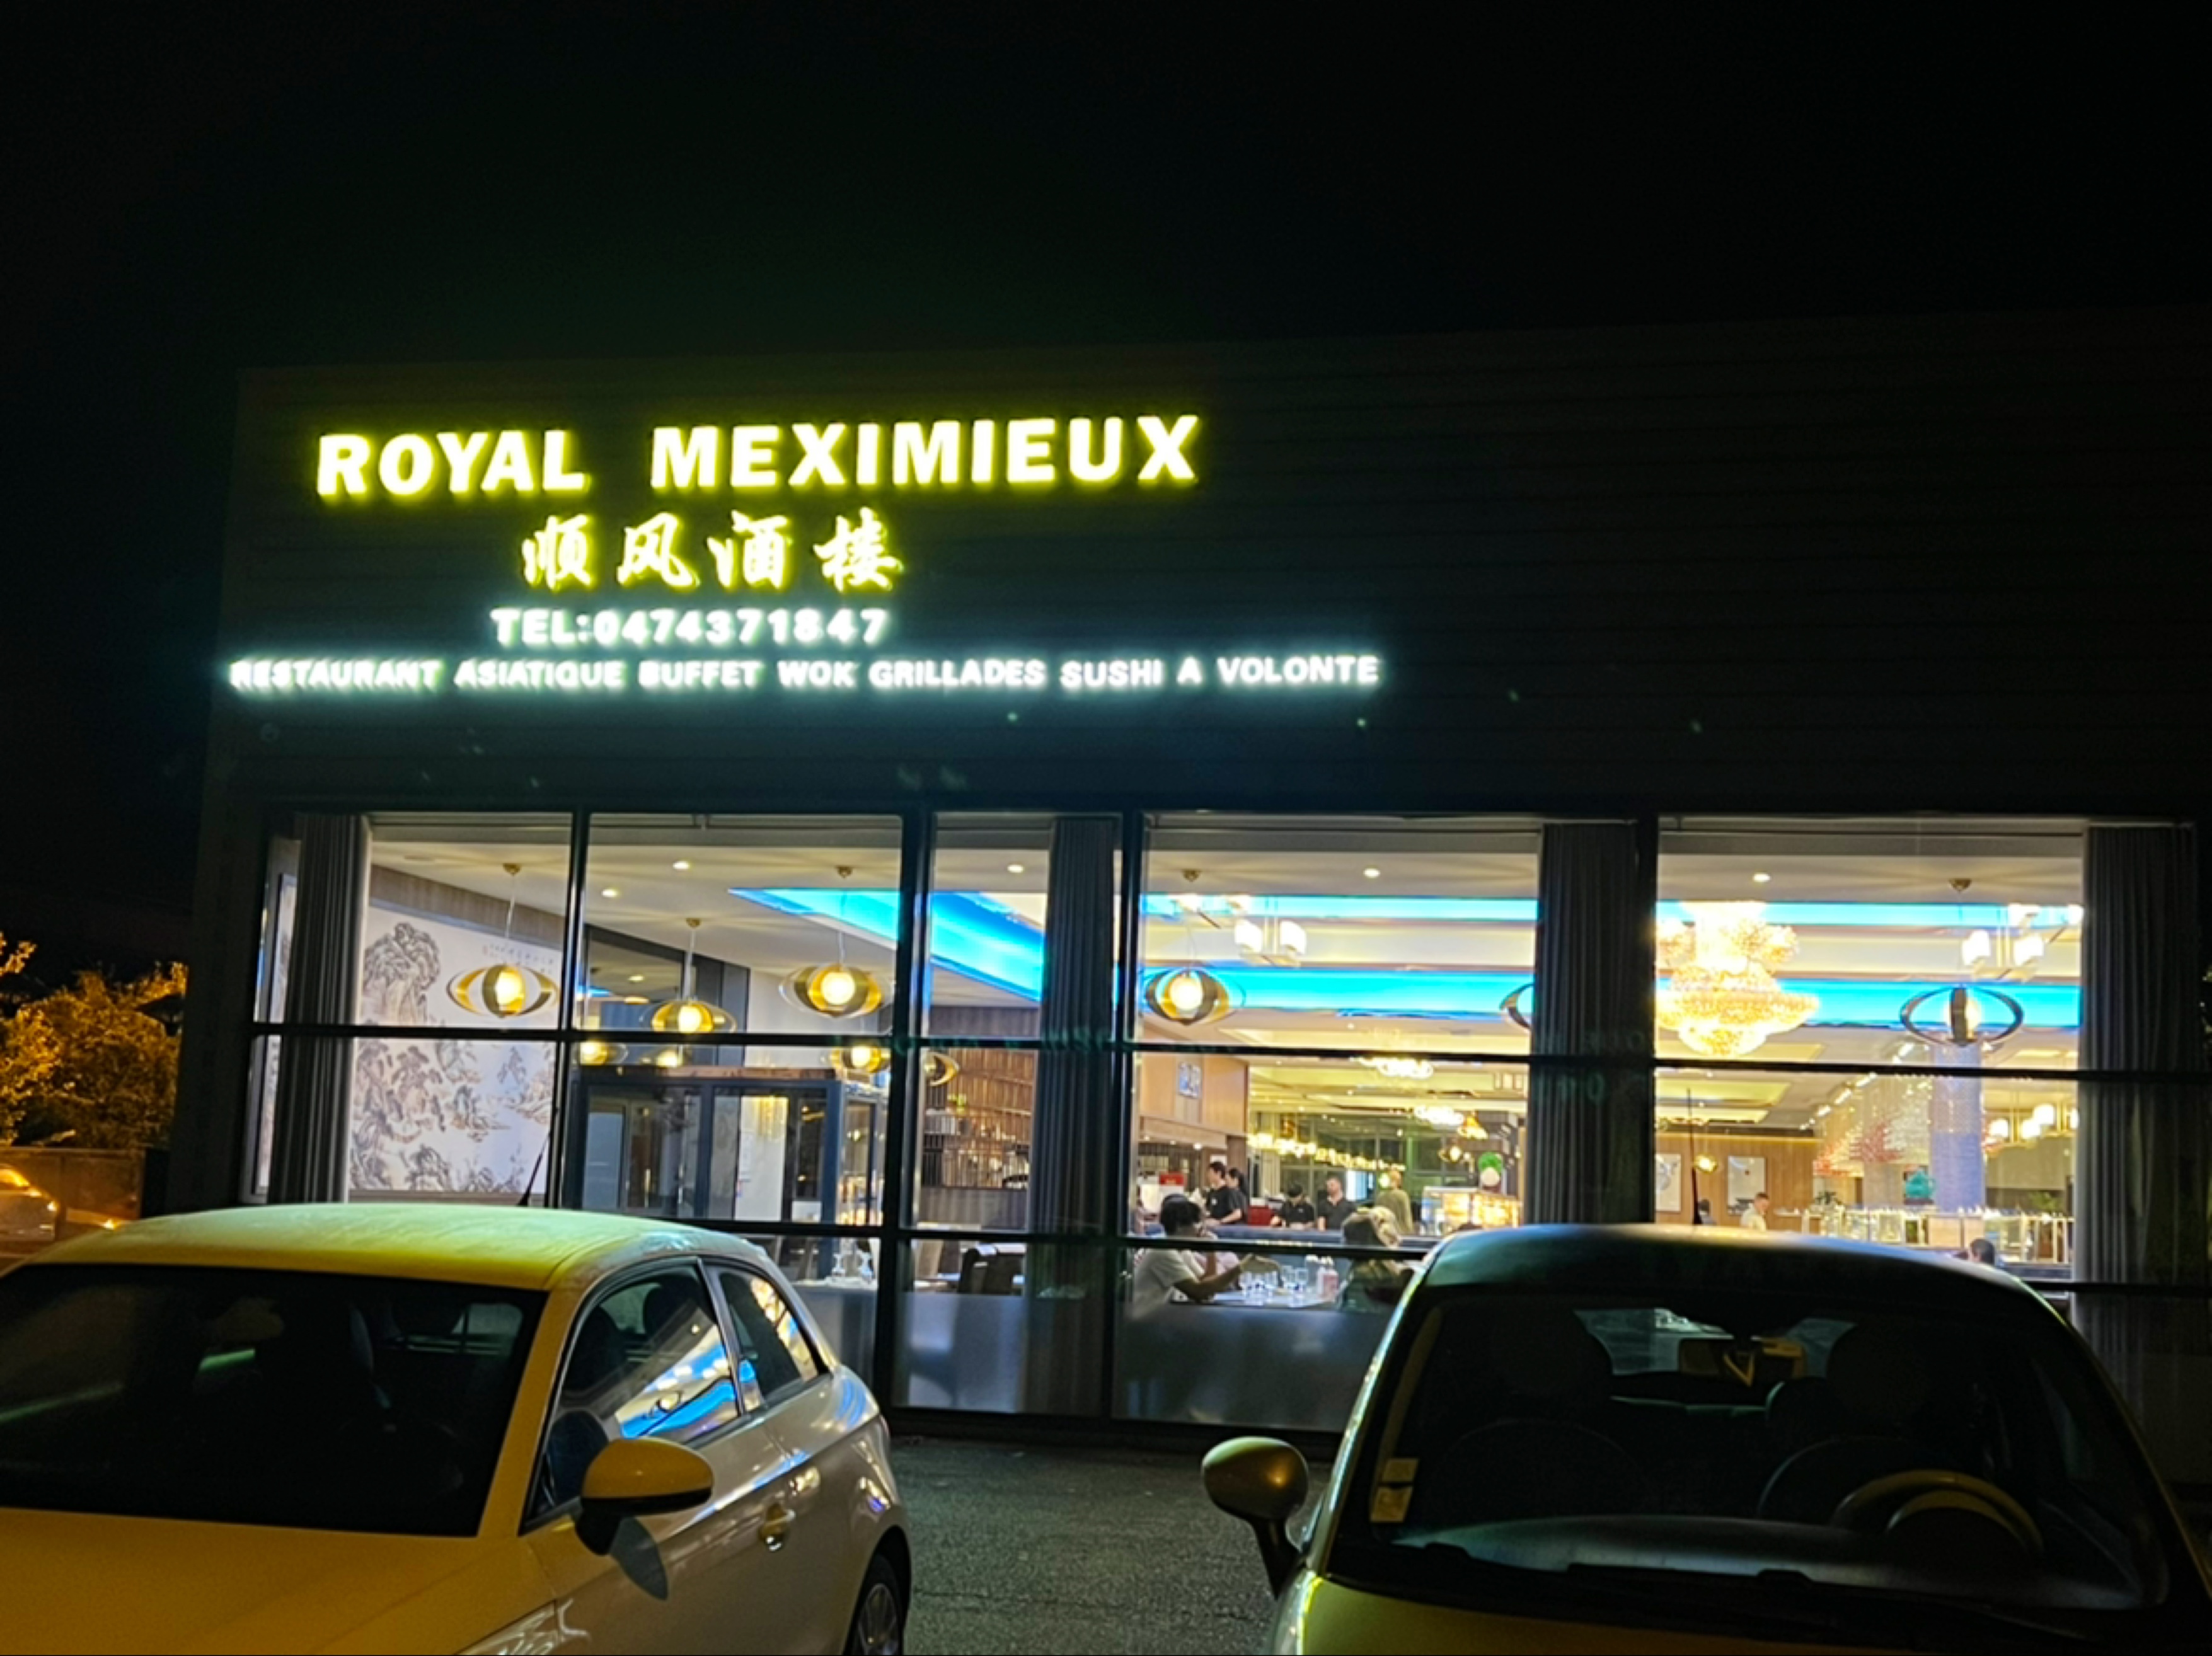 ROYAL MEXIMIEUX
顺风酒楼
TEL:0474371847
RESTAURANT ASIATIQUE BUFFET WOK GRILLADES SUSHI A VOLONTE